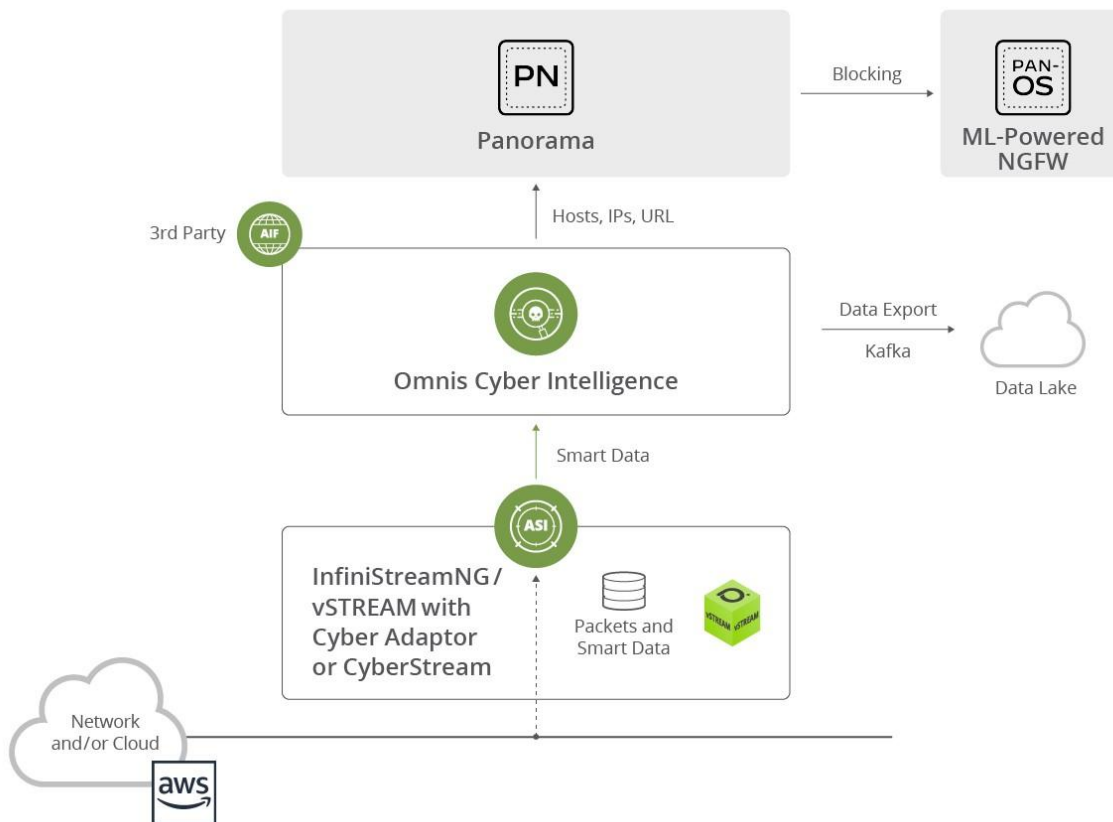 PN
Panorama
Blocking
PAN-
OS
ML-Powered
NGFW
Hosts, IPs, URL
3rd Party
AIF
Omnis Cyber Intelligence
Data Export
Kafka
Data Lake
Smart Data
ASI
InfiniStreamNG /
vSTREAM with
Cyber Adaptor
or CyberStream
Packets and
Smart Data
vSTREAM
vSTREAM
Network
and/or Cloud
aws